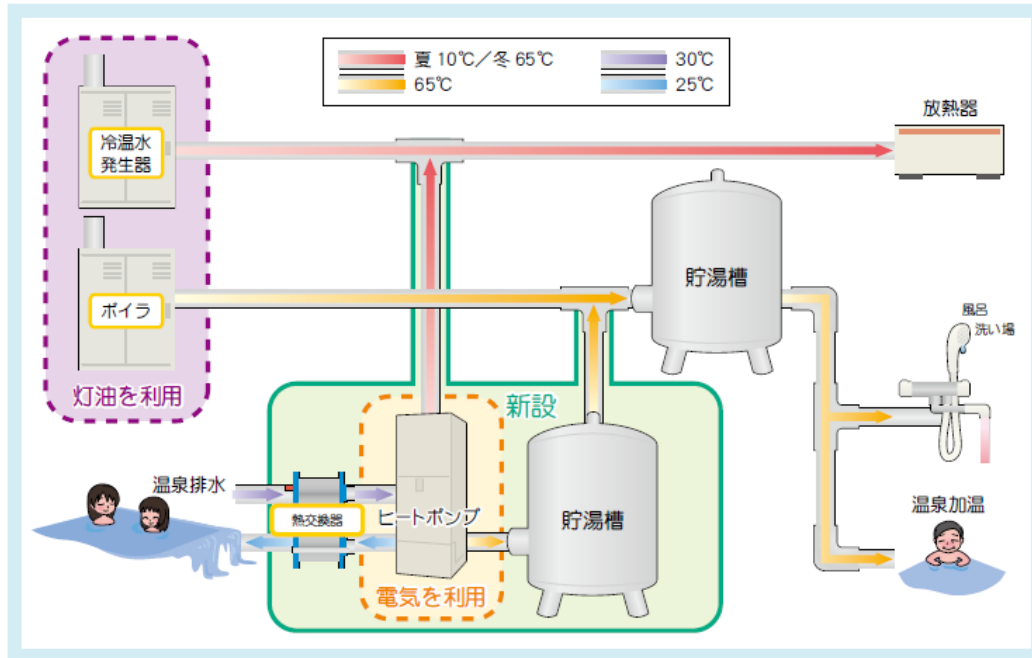 夏 10℃／冬 65℃
30℃
65℃
25℃
冷温水
発生器
放熱器
貯湯槽
ボイラ
風呂
洗い場
灯油を利用
新設
温泉排水
熱交換器
ヒートポンプ
貯湯槽
温泉加温
電気を利用